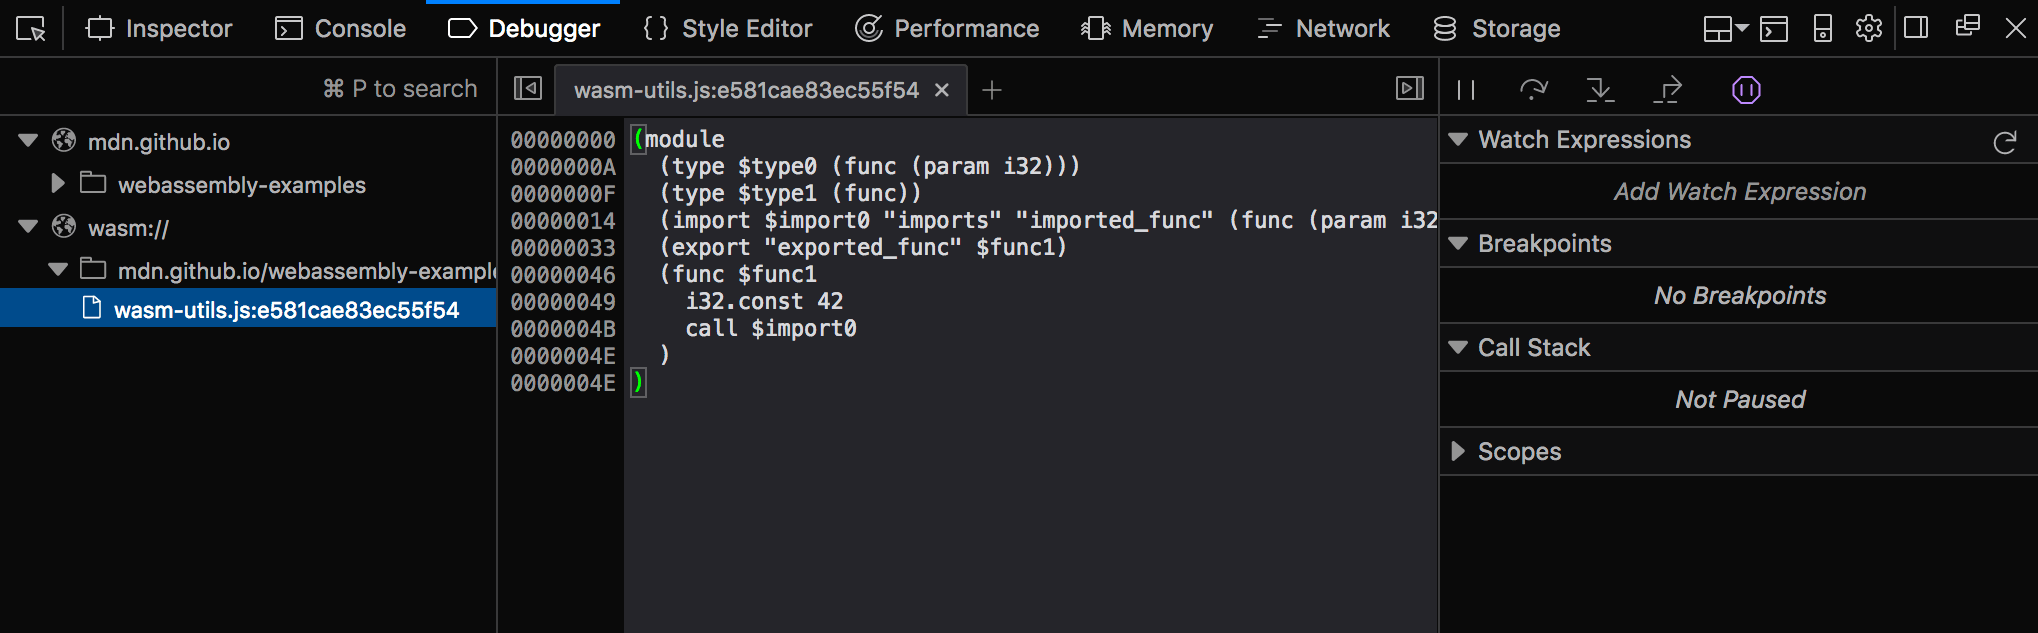 Inspector Console Debugger { } Style Editor Performance Memory Network Storage
⌘ P to search
mdn.github.io
webassembly-examples
wasm://
mdn.github.io/webassembly-exampl
wasm-utils.js:e581cae83ec55f54
wasm-utils.js:e581cae83ec55f54 × +
00000000 (module
0000000A (type $type0 (func (param i32)))
0000000F (type $type1 (func))
00000014 (import $import0 "imports" "imported_func" (func (param i32
00000033 (export "exported_func" $func1)
00000046 (func $func1
00000049 i32.const 42
0000004B call $import0
0000004E )
0000004E )
Watch Expressions
Add Watch Expression
Breakpoints
No Breakpoints
Call Stack
Not Paused
Scopes